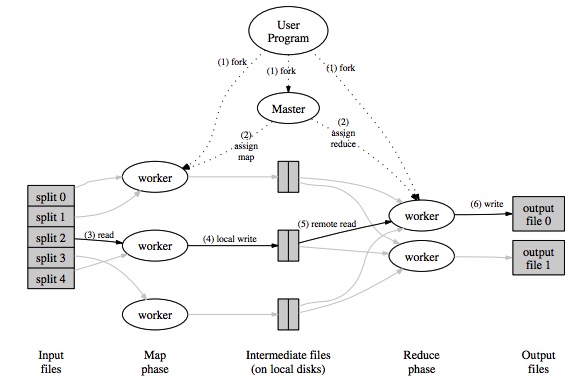 User
Program
(1) fork
(1) fork
(1) fork
Master
(2)
assign
map
(2)
assign
reduce
worker
split 0
split 1
split 2
split 3
split 4
(3) read
worker
(4) local write
(5) remote read
worker
(6) write
output
file 0
worker
output
file 1
worker
Input
files
Map
phase
Intermediate files
(on local disks)
Reduce
phase
Output
files